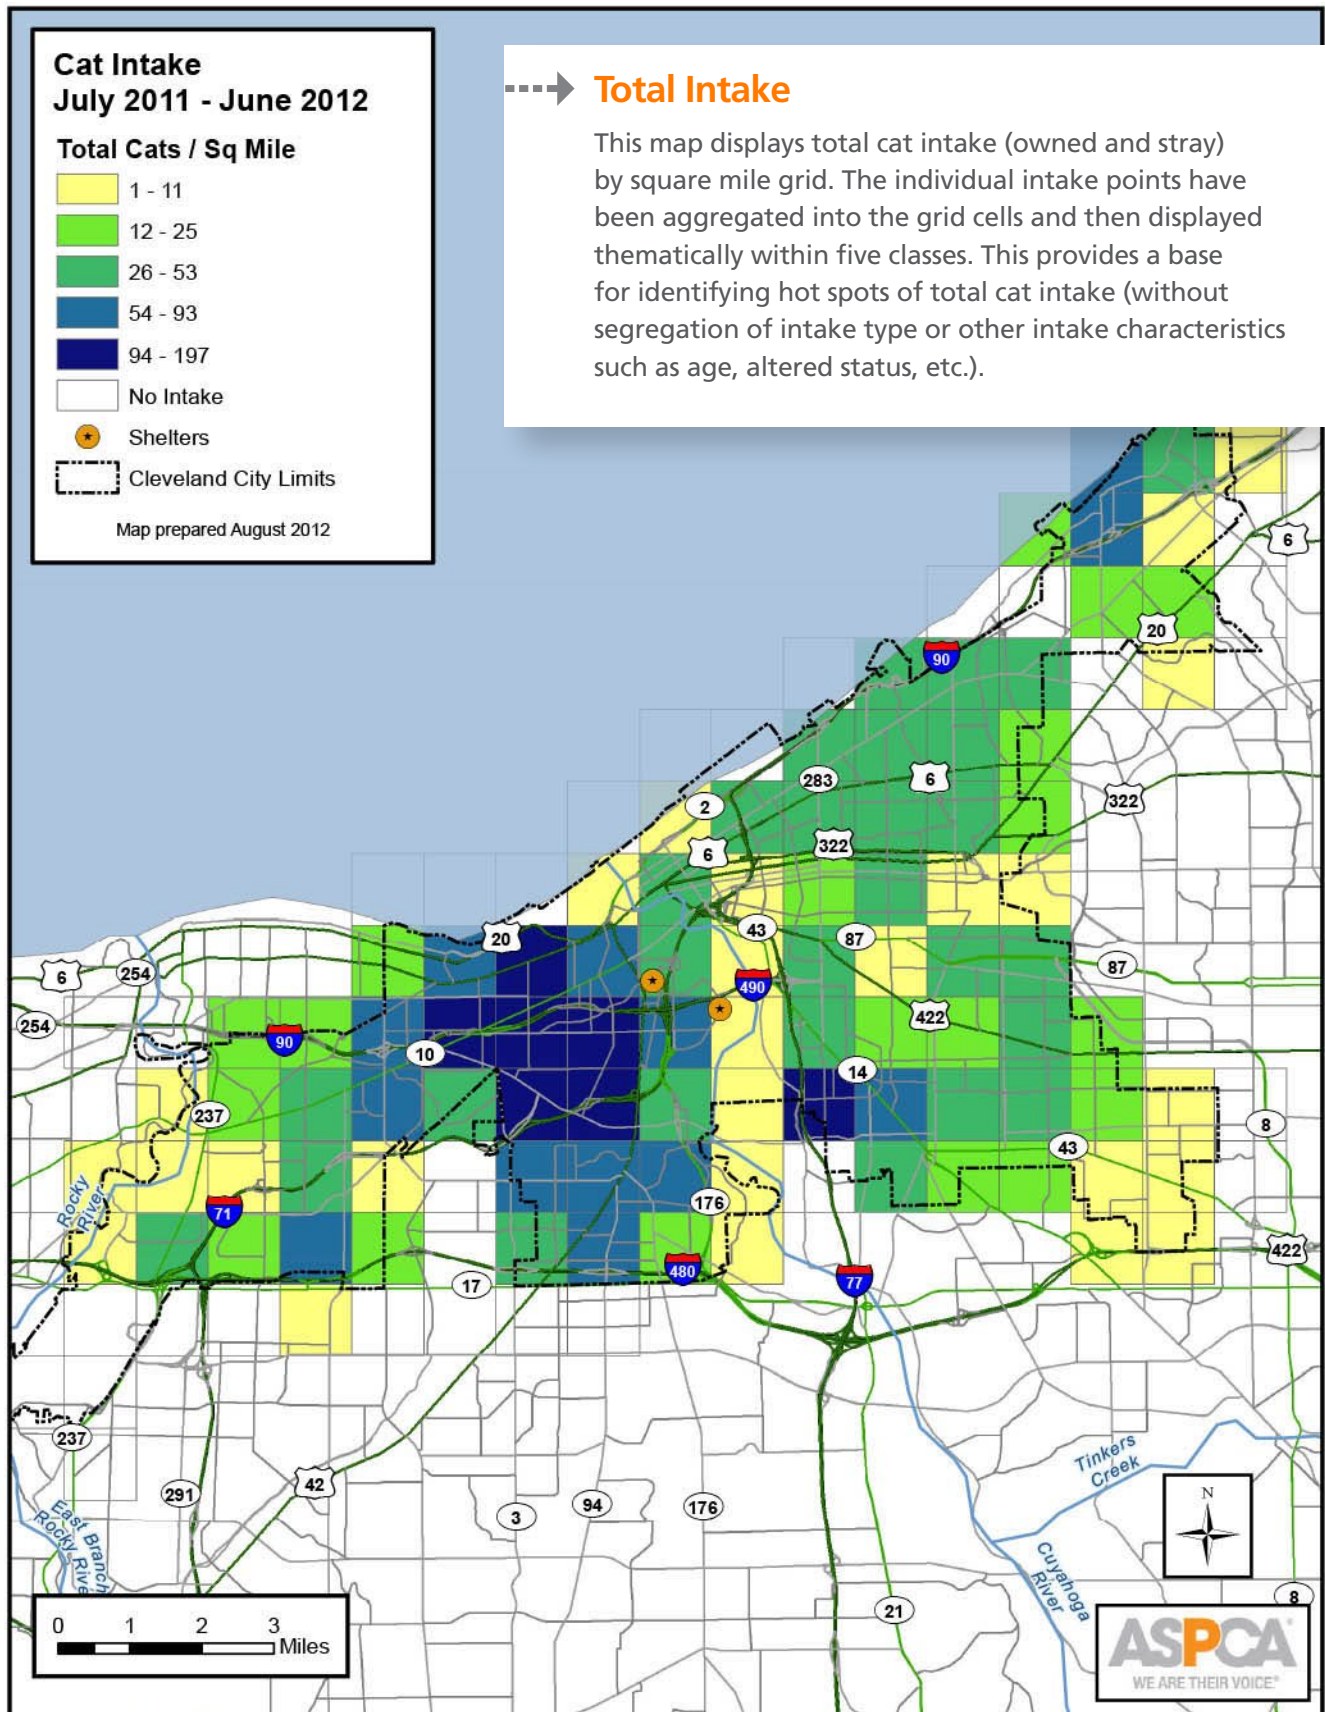 Cat Intake
July 2011 - June 2012
Total Cats / Sq Mile
1 - 11
12 - 25
26 - 53
54 - 93
94 - 197
No Intake
Shelters
Cleveland City Limits
Map prepared August 2012
Total Intake
This map displays total cat intake (owned and stray)
by square mile grid. The individual intake points have
been aggregated into the grid cells and then displayed
thematically within five classes. This provides a base
for identifying hot spots of total cat intake (without
segregation of intake type or other intake characteristics
such as age, altered status, etc.).
6
20
90
283
6
2
322
322
6
20
43
87
6
254
87
490
254
422
90
10
14
237
8
43
Rocky
River
176
71
422
480
17
77
237
Tinkers
Creek
42
291
94
176
3
N
East Branch
Rocky River
Cuyahoga
River
8
21
0 1 2 3
Miles
ASPCA®
WE ARE THEIR VOICE®